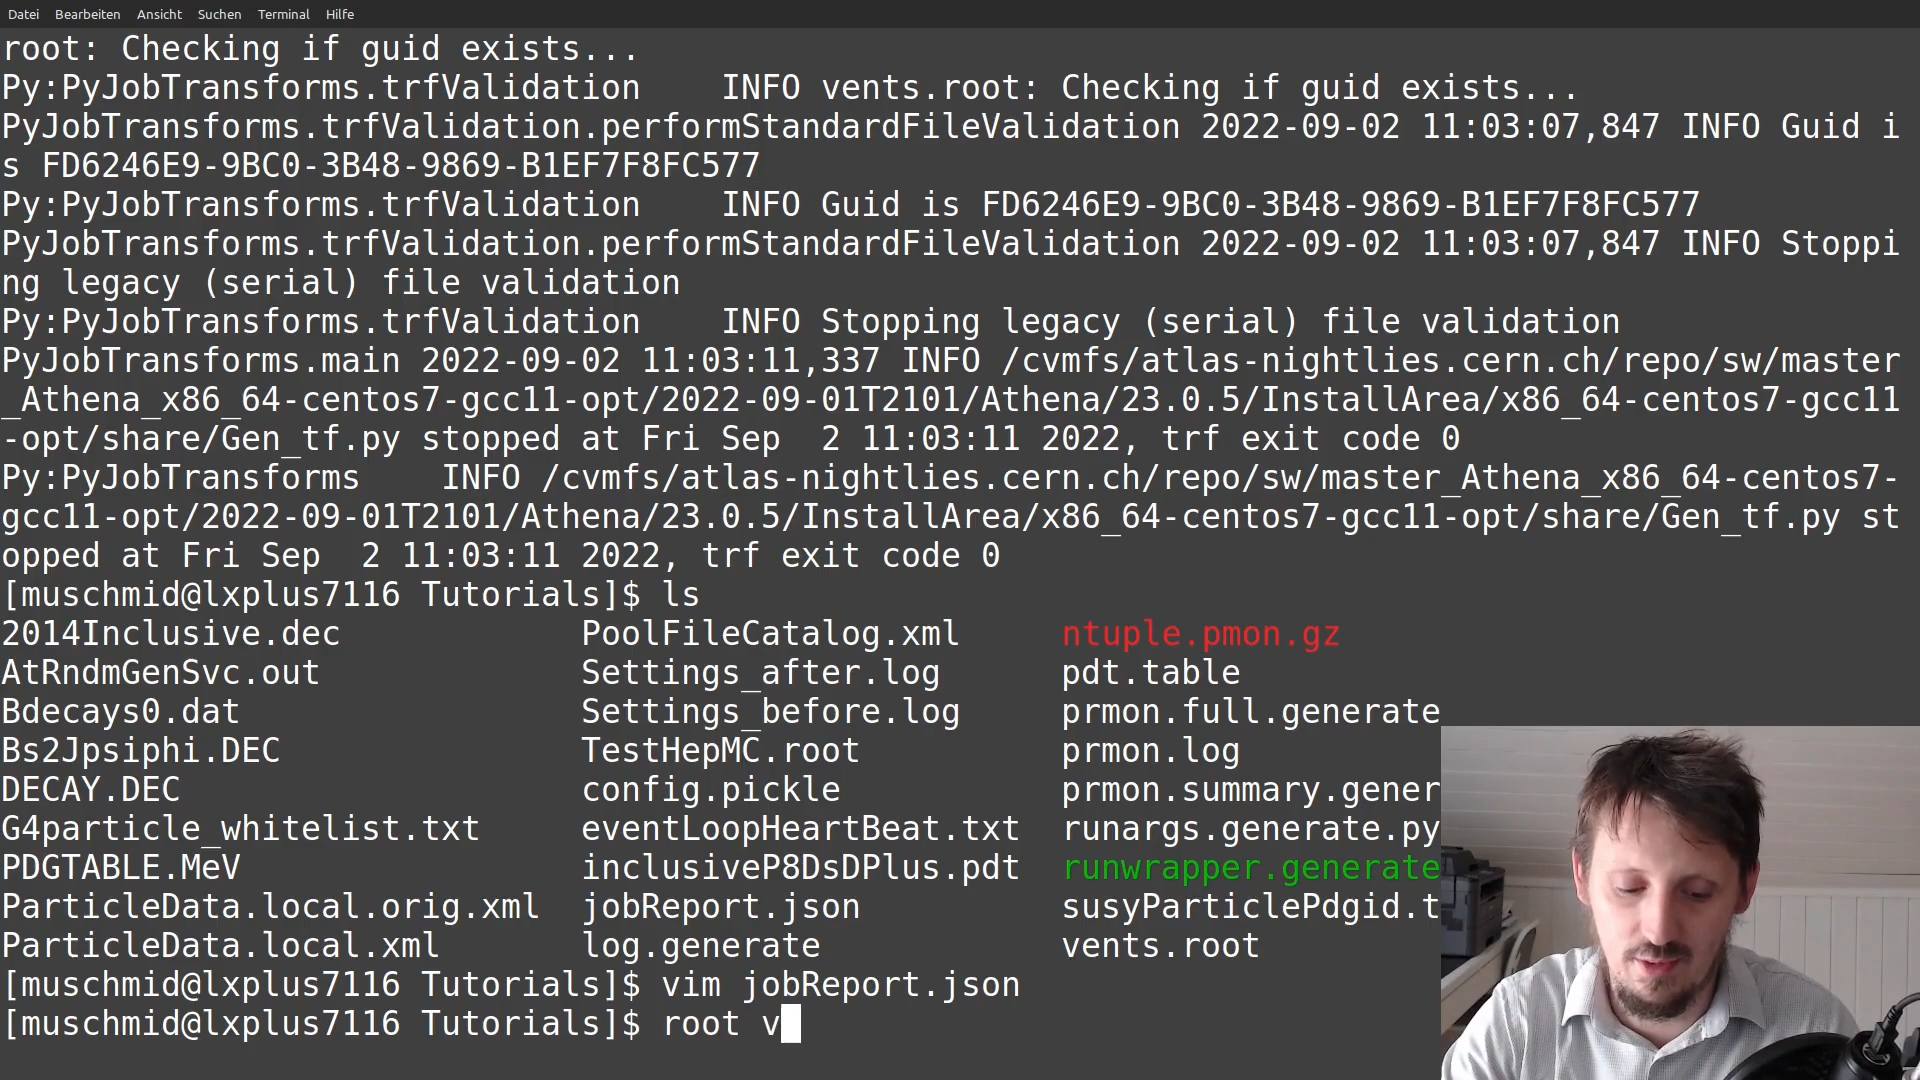 Datei Bearbeiten Ansicht Suchen Terminal Hilfe
root: Checking if guid exists...
Py:PyJobTransforms.trfValidation    INFO vents.root: Checking if guid exists...
PyJobTransforms.trfValidation.performStandardFileValidation 2022-09-02 11:03:07,847 INFO Guid i
s FD6246E9-9BC0-3B48-9869-B1EF7F8FC577
Py:PyJobTransforms.trfValidation    INFO Guid is FD6246E9-9BC0-3B48-9869-B1EF7F8FC577
PyJobTransforms.trfValidation.performStandardFileValidation 2022-09-02 11:03:07,847 INFO Stoppi
ng legacy (serial) file validation
Py:PyJobTransforms.trfValidation    INFO Stopping legacy (serial) file validation
PyJobTransforms.main 2022-09-02 11:03:11,337 INFO /cvmfs/atlas-nightlies.cern.ch/repo/sw/master
_Athena_x86_64-centos7-gcc11-opt/2022-09-01T2101/Athena/23.0.5/InstallArea/x86_64-centos7-gcc11
-opt/share/Gen_tf.py stopped at Fri Sep  2 11:03:11 2022, trf exit code 0
Py:PyJobTransforms    INFO /cvmfs/atlas-nightlies.cern.ch/repo/sw/master_Athena_x86_64-centos7-
gcc11-opt/2022-09-01T2101/Athena/23.0.5/InstallArea/x86_64-centos7-gcc11-opt/share/Gen_tf.py st
opped at Fri Sep  2 11:03:11 2022, trf exit code 0
[muschmid@lxplus7116 Tutorials]$ ls
2014Inclusive.dec            PoolFileCatalog.xml     ntuple.pmon.gz
AtRndmGenSvc.out             Settings_after.log      pdt.table
Bdecays0.dat                 Settings_before.log     prmon.full.generate
Bs2Jpsiphi.DEC               TestHepMC.root          prmon.log
DECAY.DEC                    config.pickle           prmon.summary.gener
G4particle_whitelist.txt     eventLoopHeartBeat.txt  runargs.generate.py
PDGTABLE.MeV                 inclusiveP8DsDPlus.pdt  runwrapper.generate
ParticleData.local.orig.xml  jobReport.json          susyParticlePdgid.t
ParticleData.local.xml       log.generate            vents.root
[muschmid@lxplus7116 Tutorials]$ vim jobReport.json
[muschmid@lxplus7116 Tutorials]$ root v